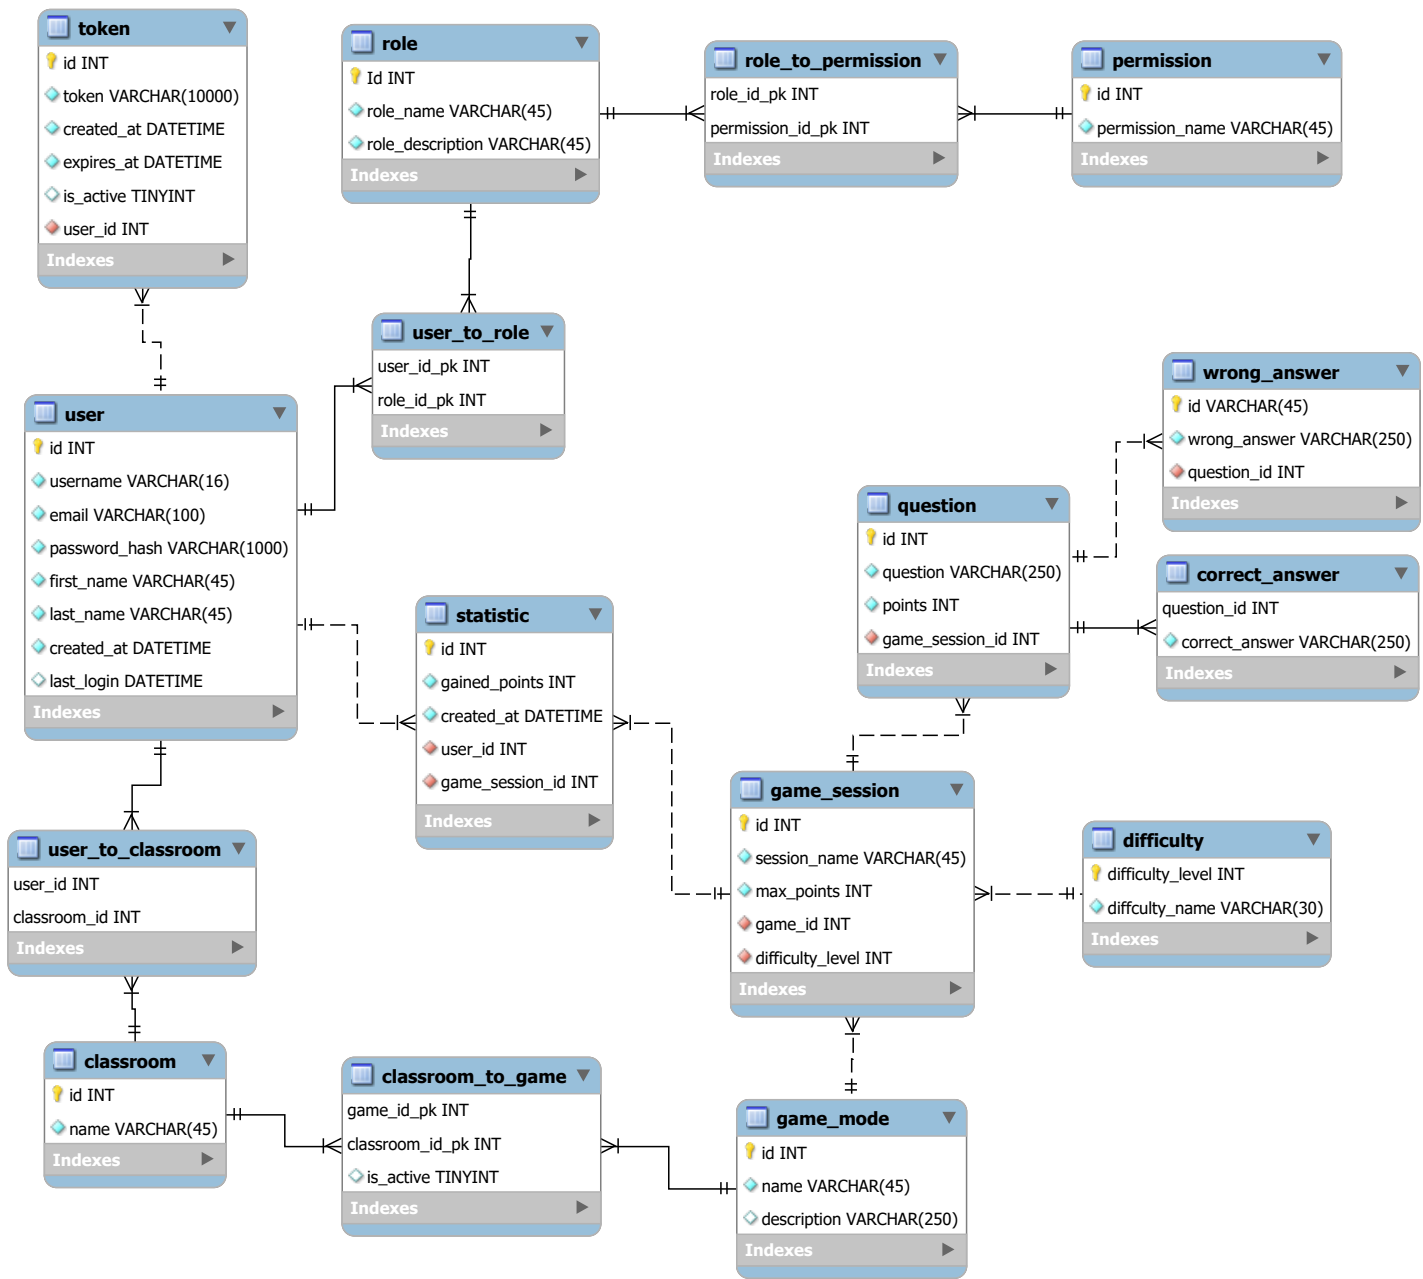 token
id INT
token VARCHAR(10000)
created_at DATETIME
expires_at DATETIME
is_active TINYINT
user_id INT
Indexes
role
Id INT
role_name VARCHAR(45)
role_description VARCHAR(45)
Indexes
role_to_permission
role_id_pk INT
permission_id_pk INT
Indexes
permission
id INT
permission_name VARCHAR(45)
Indexes
user_to_role
user_id_pk INT
role_id_pk INT
Indexes
user
id INT
username VARCHAR(16)
email VARCHAR(100)
password_hash VARCHAR(1000)
first_name VARCHAR(45)
last_name VARCHAR(45)
created_at DATETIME
last_login DATETIME
Indexes
wrong_answer
id VARCHAR(45)
wrong_answer VARCHAR(250)
question_id INT
Indexes
question
id INT
question VARCHAR(250)
points INT
game_session_id INT
Indexes
correct_answer
question_id INT
correct_answer VARCHAR(250)
Indexes
statistic
id INT
gained_points INT
created_at DATETIME
user_id INT
game_session_id INT
Indexes
game_session
id INT
session_name VARCHAR(45)
max_points INT
game_id INT
difficulty_level INT
Indexes
difficulty
difficulty_level INT
diffculty_name VARCHAR(30)
Indexes
user_to_classroom
user_id INT
classroom_id INT
Indexes
classroom
id INT
name VARCHAR(45)
Indexes
classroom_to_game
game_id_pk INT
classroom_id_pk INT
is_active TINYINT
Indexes
game_mode
id INT
name VARCHAR(45)
description VARCHAR(250)
Indexes